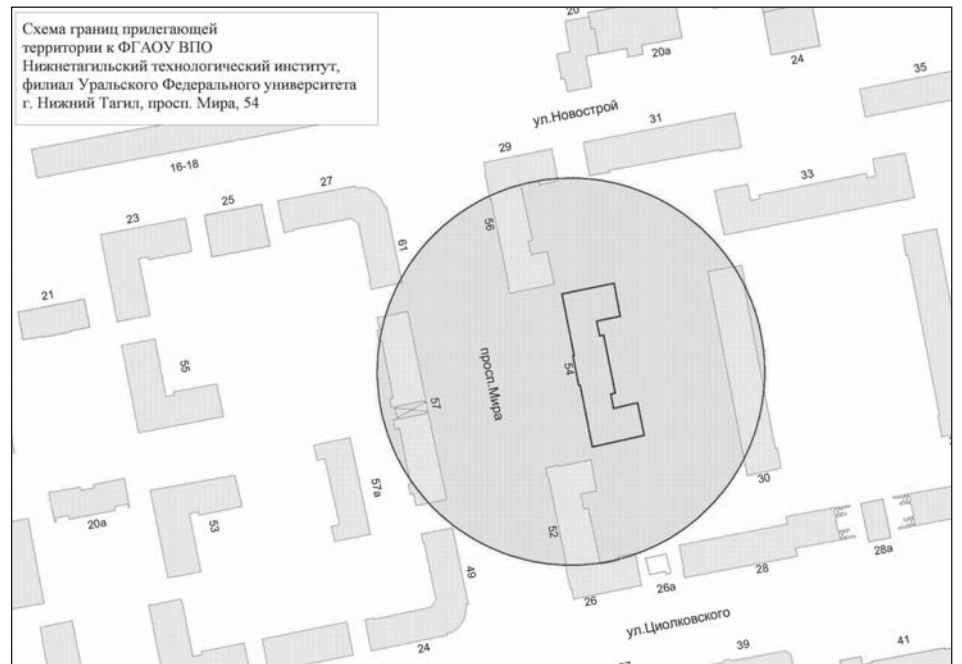 Схема границ прилегающей
территории к ФГАОУ ВПО
Нижнетагильский технологический институт,
филиал Уральского Федерального университета
г. Нижний Тагил, просп. Мира, 54
20
20а
24
35
ул.Новострой
31
29
16-18
33
27
25
23
56
61
21
просп.Мира
54
55
57
30
57а
20а
53
52
28а
28
26а
49
26
ул.Циолковского
24
39
41